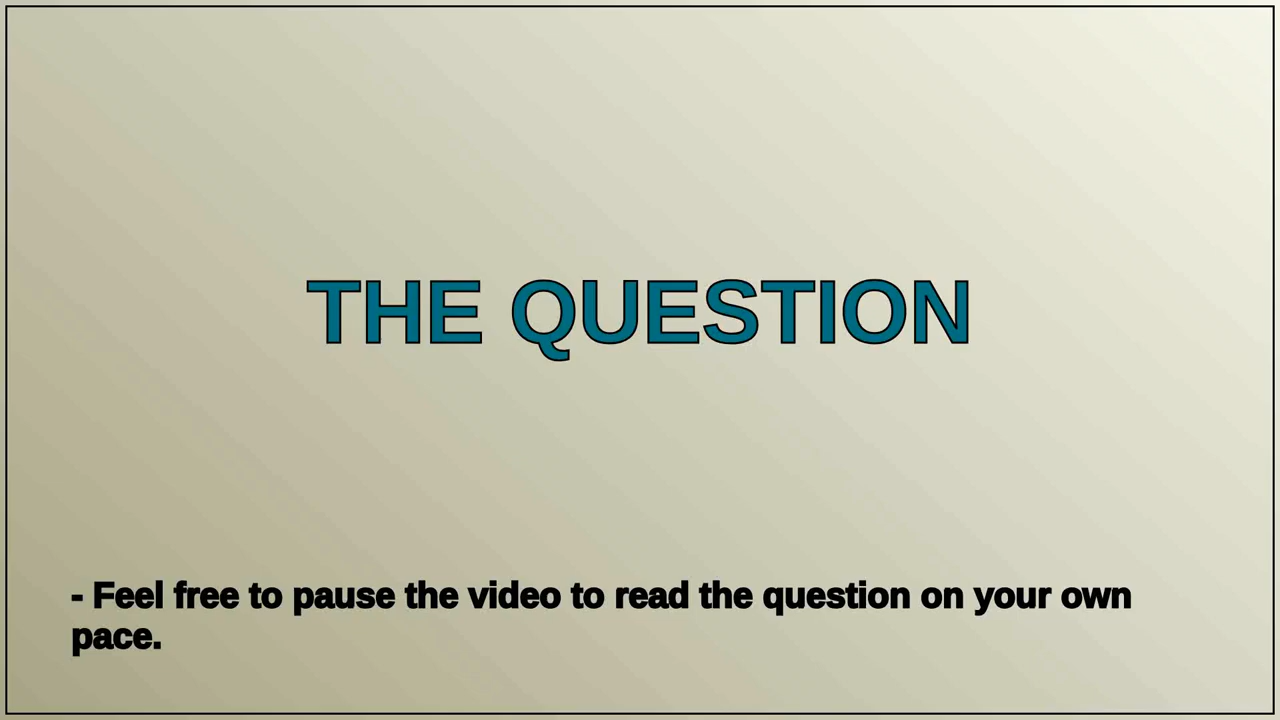 THE QUESTION
- Feel free to pause the video to read the question on your own
pace.